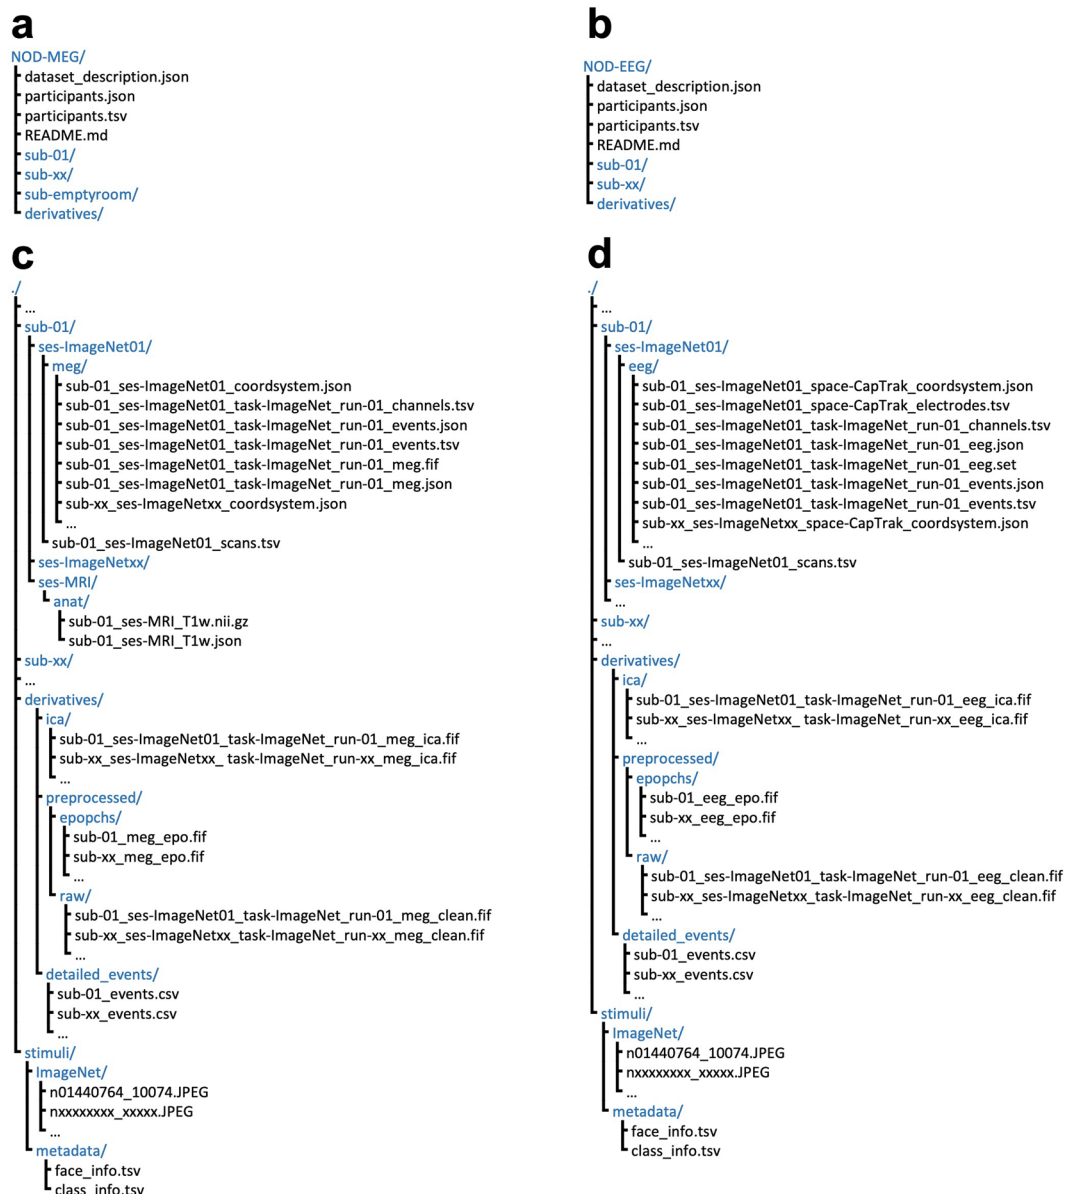 a
NOD-MEG/
dataset_description.json
participants.json
participants.tsv
README.md
sub-01/
sub-xx/
sub-emptyroom/
derivatives/
b
NOD-EEG/
dataset_description.json
participants.json
participants.tsv
README.md
sub-01/
sub-xx/
derivatives/
c
./
...
sub-01/
ses-ImageNet01/
meg/
sub-01_ses-ImageNet01_coordsystem.json
sub-01_ses-ImageNet01_task-ImageNet_run-01_channels.tsv
sub-01_ses-ImageNet01_task-ImageNet_run-01_events.json
sub-01_ses-ImageNet01_task-ImageNet_run-01_events.tsv
sub-01_ses-ImageNet01_task-ImageNet_run-01_meg.fif
sub-01_ses-ImageNet01_task-ImageNet_run-01_meg.json
sub-xx_ses-ImageNetxx_coordsystem.json
...
sub-01_ses-ImageNet01_scans.tsv
ses-ImageNetxx/
ses-MRI/
anat/
sub-01_ses-MRI_T1w.nii.gz
sub-01_ses-MRI_T1w.json
sub-xx/
...
derivatives/
ica/
sub-01_ses-ImageNet01_task-ImageNet_run-01_meg_ica.fif
sub-xx_ses-ImageNetxx_ task-ImageNet_run-xx_meg_ica.fif
...
preprocessed/
epopchs/
sub-01_meg_epo.fif
sub-xx_meg_epo.fif
...
raw/
sub-01_ses-ImageNet01_task-ImageNet_run-01_meg_clean.fif
sub-xx_ses-ImageNetxx_task-ImageNet_run-xx_meg_clean.fif
...
detailed_events/
sub-01_events.csv
sub-xx_events.csv
...
stimuli/
ImageNet/
n01440764_10074.JPEG
nxxxxxxxx_xxxxx.JPEG
...
metadata/
face_info.tsv
class_info.tsv
d
./
...
sub-01/
ses-ImageNet01/
eeg/
sub-01_ses-ImageNet01_space-CapTrak_coordsystem.json
sub-01_ses-ImageNet01_space-CapTrak_electrodes.tsv
sub-01_ses-ImageNet01_task-ImageNet_run-01_channels.tsv
sub-01_ses-ImageNet01_task-ImageNet_run-01_eeg.json
sub-01_ses-ImageNet01_task-ImageNet_run-01_eeg.set
sub-01_ses-ImageNet01_task-ImageNet_run-01_events.json
sub-01_ses-ImageNet01_task-ImageNet_run-01_events.tsv
sub-xx_ses-ImageNetxx_space-CapTrak_coordsystem.json
...
sub-01_ses-ImageNet01_scans.tsv
ses-ImageNetxx/
...
sub-xx/
...
derivatives/
ica/
sub-01_ses-ImageNet01_task-ImageNet_run-01_eeg_ica.fif
sub-xx_ses-ImageNetxx_ task-ImageNet_run-xx_eeg_ica.fif
...
preprocessed/
epopchs/
sub-01_eeg_epo.fif
sub-xx_eeg_epo.fif
...
raw/
sub-01_ses-ImageNet01_task-ImageNet_run-01_eeg_clean.fif
sub-xx_ses-ImageNetxx_task-ImageNet_run-xx_eeg_clean.fif
...
detailed_events/
sub-01_events.csv
sub-xx_events.csv
...
stimuli/
ImageNet/
n01440764_10074.JPEG
nxxxxxxxx_xxxxx.JPEG
...
metadata/
face_info.tsv
class_info.tsv